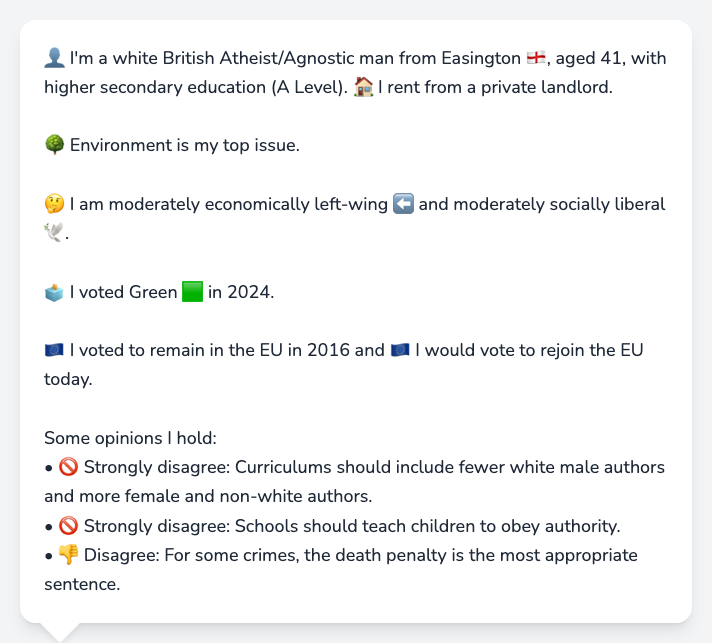 👤 I'm a white British Atheist/Agnostic man from Easington 🏴󠁧󠁢󠁥󠁮󠁧󠁿, aged 41, with
higher secondary education (A Level). 🏠 I rent from a private landlord.
🌳 Environment is my top issue.
🤔 I am moderately economically left-wing ⬅️ and moderately socially liberal
🕊️.
🗳️ I voted Green 🟩 in 2024.
🇪🇺 I voted to remain in the EU in 2016 and 🇪🇺 I would vote to rejoin the EU
today.
Some opinions I hold:
• 🚫 Strongly disagree: Curriculums should include fewer white male authors
and more female and non-white authors.
• 🚫 Strongly disagree: Schools should teach children to obey authority.
• 👎 Disagree: For some crimes, the death penalty is the most appropriate
sentence.